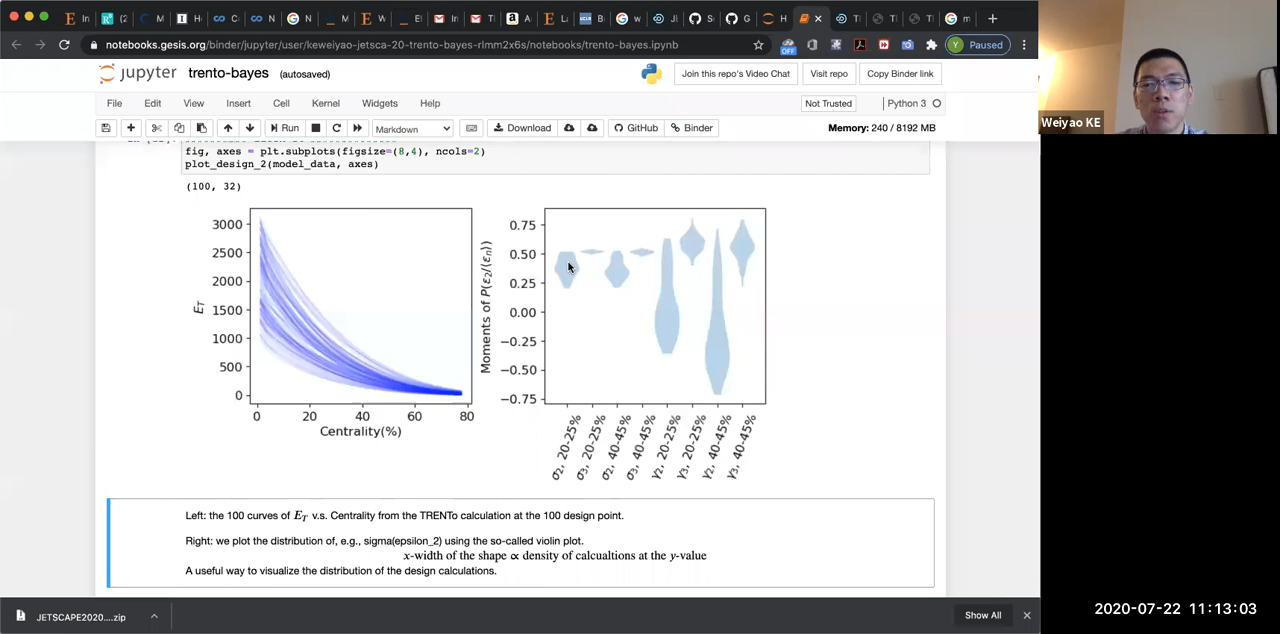 In
(2
M
H
Co
Co
N
G N
M
W
E
In
T
A
La
B
G w
Ji
S
G
H
T
T
T
G m
notebooks.gesis.org/binder/jupyter/user/keweiyao-jetsca-20-trento-bayes-rlmm2x6s/notebooks/trento-bayes.ipynb
OFF
Y Paused
jupyter trento-bayes (autosaved)
Join this repo's Video Chat
Visit repo
Copy Binder link
File Edit View Insert Cell Kernel Widgets Help
Not Trusted
Python 3
Run
Markdown
Download
GitHub
Binder
Memory: 240 / 8192 MB
fig, axes = plt.subplots(figsize=(8,4), ncols=2)
plot_design_2(model_data, axes)
(100, 32)
3000
2500
2000
1500
1000
500
0
E_T
0 20 40 60 80
Centrality(%)
0.75
0.50
0.25
0.00
−0.25
−0.50
−0.75
Moments of P(ε₂/⟨εₙ⟩)
σ₂, 20-25%
σ₃, 20-25%
σ₂, 40-45%
σ₃, 40-45%
γ₂, 20-25%
γ₃, 20-25%
γ₂, 40-45%
γ₃, 40-45%
Left: the 100 curves of E_T v.s. Centrality from the TRENTo calculation at the 100 design point.
Right: we plot the distribution of, e.g., sigma(epsilon_2) using the so-called violin plot.
x-width of the shape ∝ density of calcualtions at the y-value
A useful way to visualize the distribution of the design calculations.
JETSCAPE2020....zip
Show All
Weiyao KE
2020-07-22 11:13:03